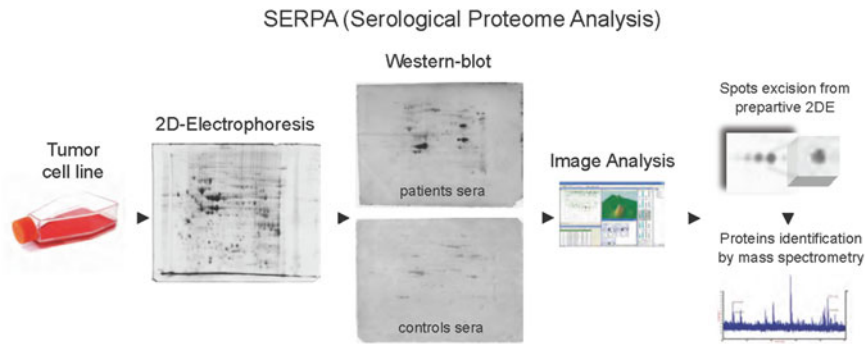 SERPA (Serological Proteome Analysis)
Western-blot
Spots excision from
prepartive 2DE
2D-Electrophoresis
Tumor
cell line
Image Analysis
patients sera
Proteins identification
by mass spectrometry
controls sera